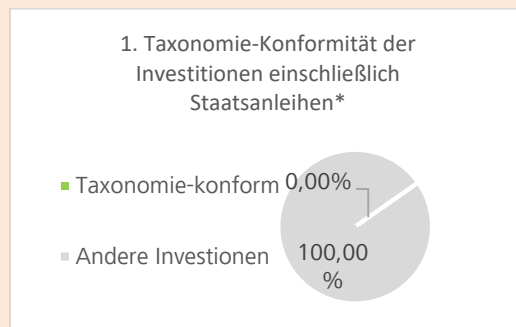 1. Taxonomie-Konformität der
Investitionen einschließlich
Staatsanleihen*
Taxonomie-konform
0,00%
Andere Investionen
100,00
%